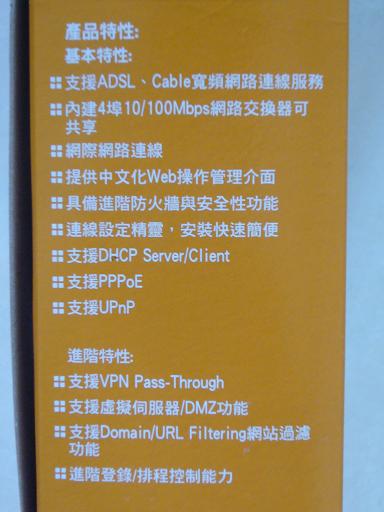 產品特性:
基本特性:
支援ADSL、Cable寬頻網路連線服務
內建4埠10/100Mbps網路交換器可
共享
網際網路連線
提供中文化Web操作管理介面
具備進階防火牆與安全性功能
連線設定精靈，安裝快速簡便
支援DHCP Server/Client
支援PPPoE
支援UPnP
進階特性:
支援VPN Pass-Through
支援虛擬伺服器/DMZ功能
支援Domain/URL Filtering網站過濾
功能
進階登錄/排程控制能力